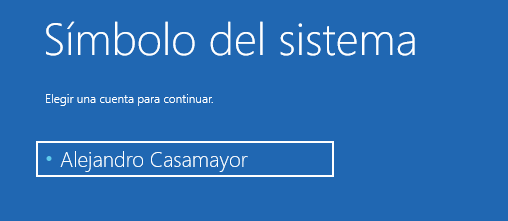 Símbolo del sistema
Elegir una cuenta para continuar.
Alejandro Casamayor